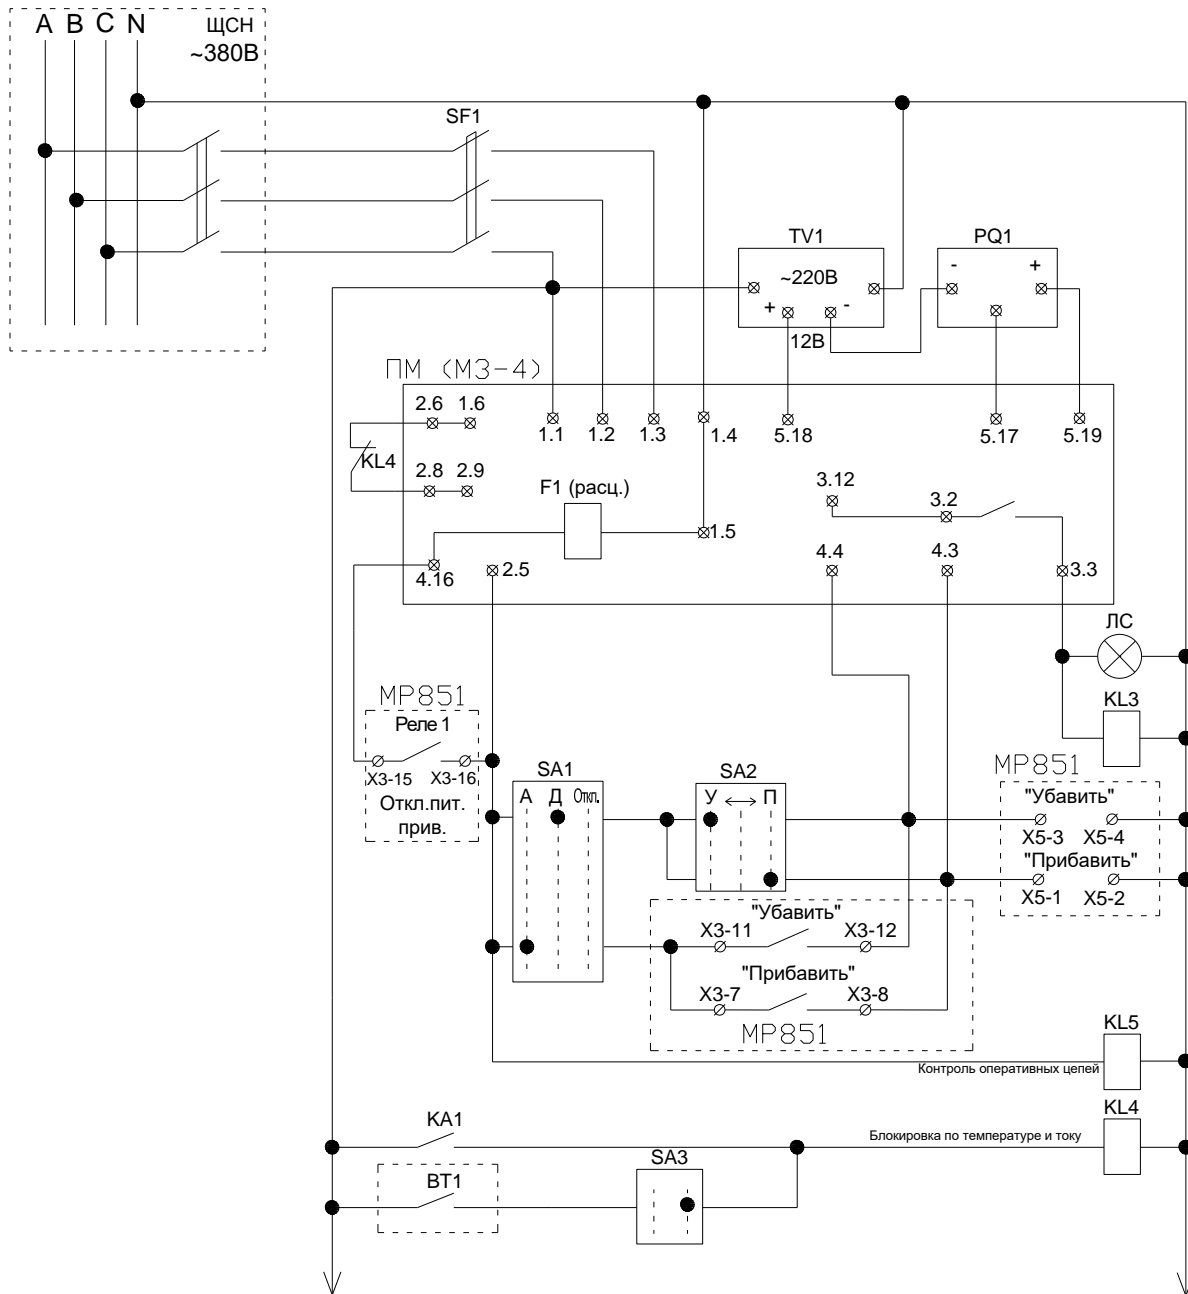 A B C N ЩСН
~380В
SF1
TV1 PQ1
~220В - +
+ -
12В
ПМ (МЗ-4)
2.6 1.6
1.1 1.2 1.3 1.4 5.18 5.17 5.19
KL4
2.8 2.9
F1 (расц.) 3.12
3.2
1.5
4.16 2.5 4.4 4.3 3.3
ЛС
МР851 KL3
Реле 1
X3-15 X3-16
Откл.пит.
прив.
SA1 SA2 МР851
А Д Откл. У П "Убавить"
X5-3 X5-4
"Прибавить"
X5-1 X5-2
"Убавить"
X3-11 X3-12
"Прибавить"
X3-7 X3-8
МР851
KL5
Контроль оперативных цепей
KL4
KA1 Блокировка по температуре и току
BT1 SA3